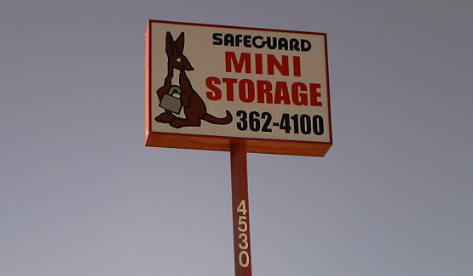 SAFEGUARD
MINI
STORAGE
362-4100
4530